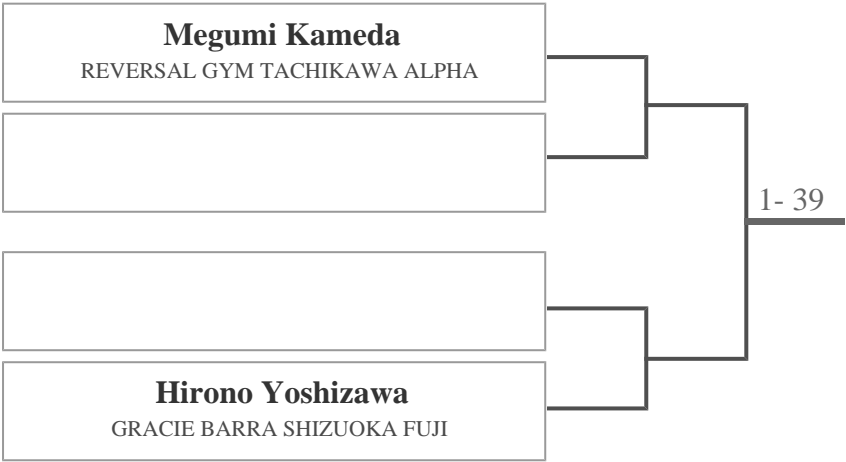 Megumi Kameda
REVERSAL GYM TACHIKAWA ALPHA
1- 39
Hirono Yoshizawa
GRACIE BARRA SHIZUOKA FUJI